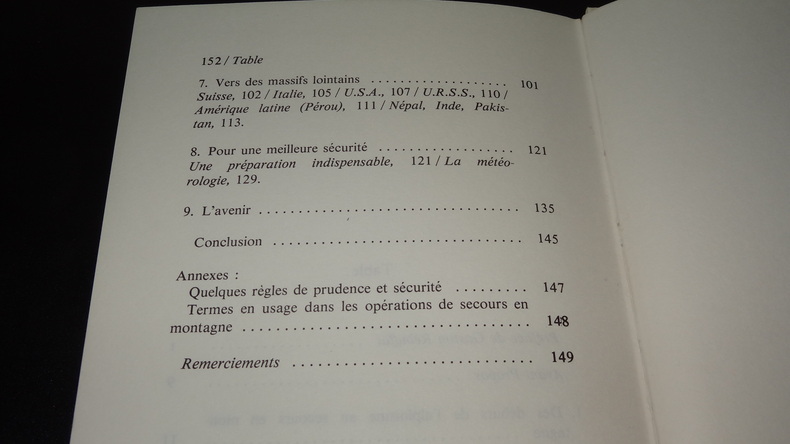 152 / Table
7. Vers des massifs lointains .................. 101
Suisse, 102 / Italie, 105 / U.S.A., 107 / U.R.S.S., 110 /
Amérique latine (Pérou), 111 / Népal, Inde, Pakis-
tan, 113.
8. Pour une meilleure sécurité .................. 121
Une préparation indispensable, 121 / La météo-
rologie, 129.
9. L'avenir .................................. 135
Conclusion ................................ 145
Annexes :
Quelques règles de prudence et sécurité ......... 147
Termes en usage dans les opérations de secours en
montagne ..................................... 148
Remerciements ............................... 149